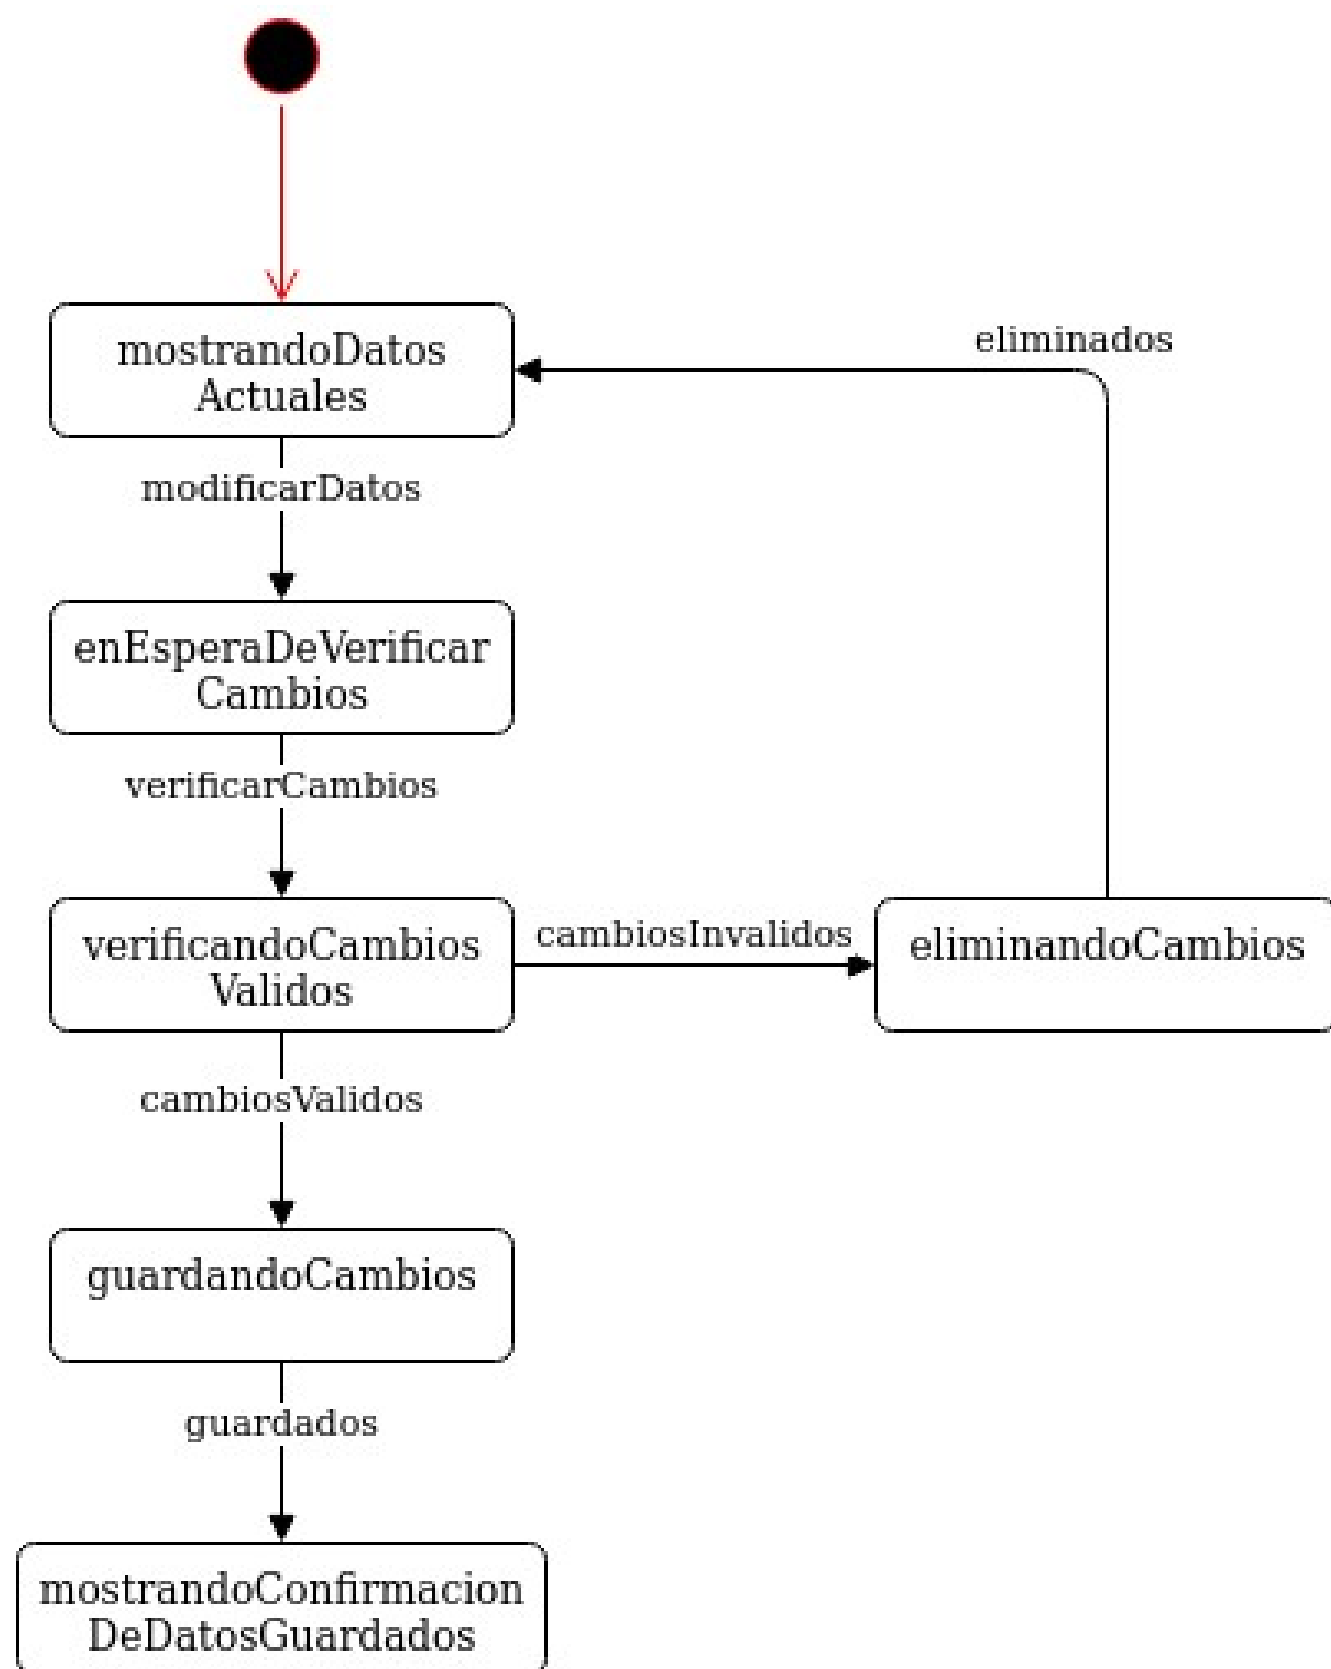 mostrandoDatos
Actuales
eliminados
modificarDatos
enEsperaDeVerificar
Cambios
verificarCambios
verificandoCambios
Validos
cambiosInvalidos
eliminandoCambios
cambiosValidos
guardandoCambios
guardados
mostrandoConfirmacion
DeDatosGuardados